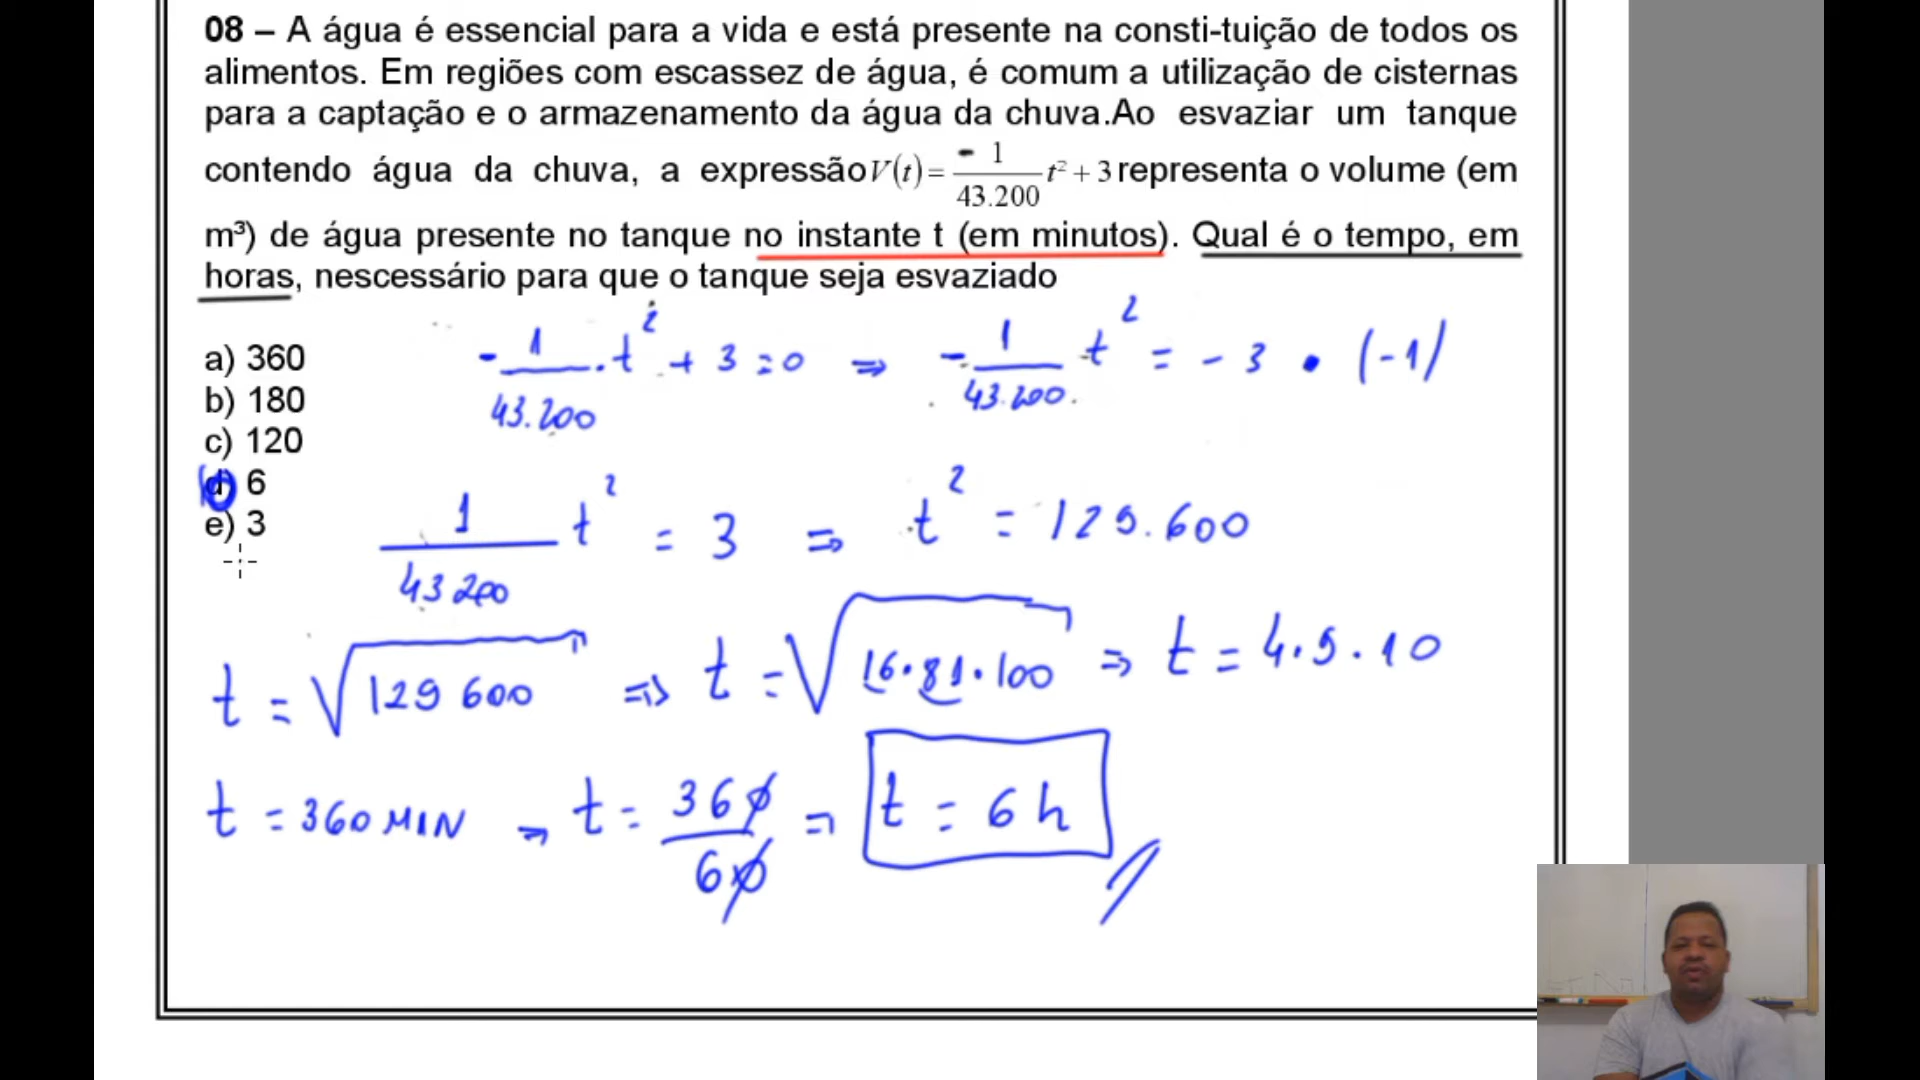 08 – A água é essencial para a vida e está presente na consti-tuição de todos os
alimentos. Em regiões com escassez de água, é comum a utilização de cisternas
para a captação e o armazenamento da água da chuva.Ao esvaziar um tanque
contendo água da chuva, a expressão V(t) = - 1/43.200 t² + 3 representa o volume (em
m³) de água presente no tanque no instante t (em minutos). Qual é o tempo, em
horas, nescessário para que o tanque seja esvaziado
a) 360
b) 180
c) 120
d) 6
e) 3
- 1/43.200 . t² + 3 = 0 ⇒ - 1/43.200 t² = - 3 • (-1)
1/43200 t² = 3 ⇒ t² = 129.600
t = √129 600 ⇒ t = √16•81•100 ⇒ t = 4.9.10
t = 360 MIN ⇒ t = 360/60 ⇒ t = 6 h